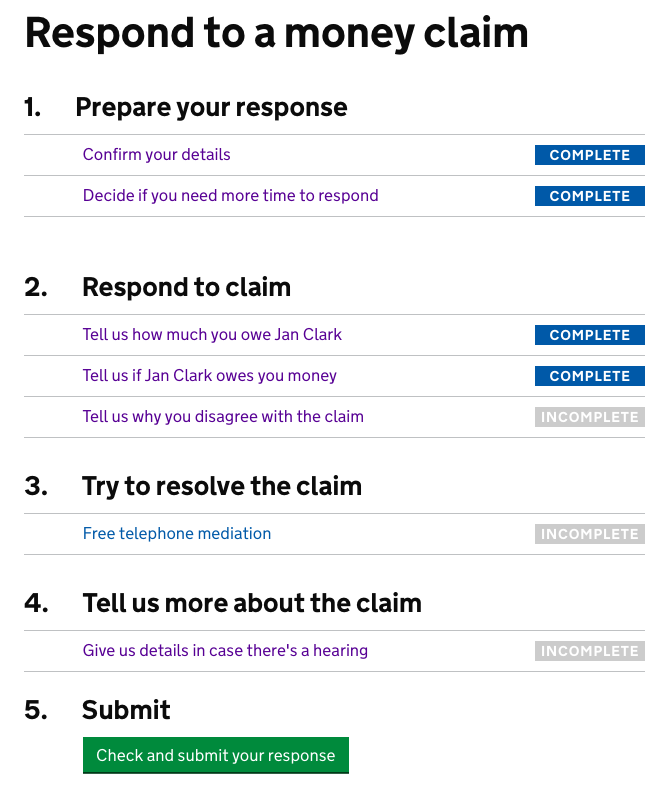 Respond to a money claim
1. Prepare your response
Confirm your details COMPLETE
Decide if you need more time to respond COMPLETE
2. Respond to claim
Tell us how much you owe Jan Clark COMPLETE
Tell us if Jan Clark owes you money COMPLETE
Tell us why you disagree with the claim INCOMPLETE
3. Try to resolve the claim
Free telephone mediation INCOMPLETE
4. Tell us more about the claim
Give us details in case there's a hearing INCOMPLETE
5. Submit
Check and submit your response